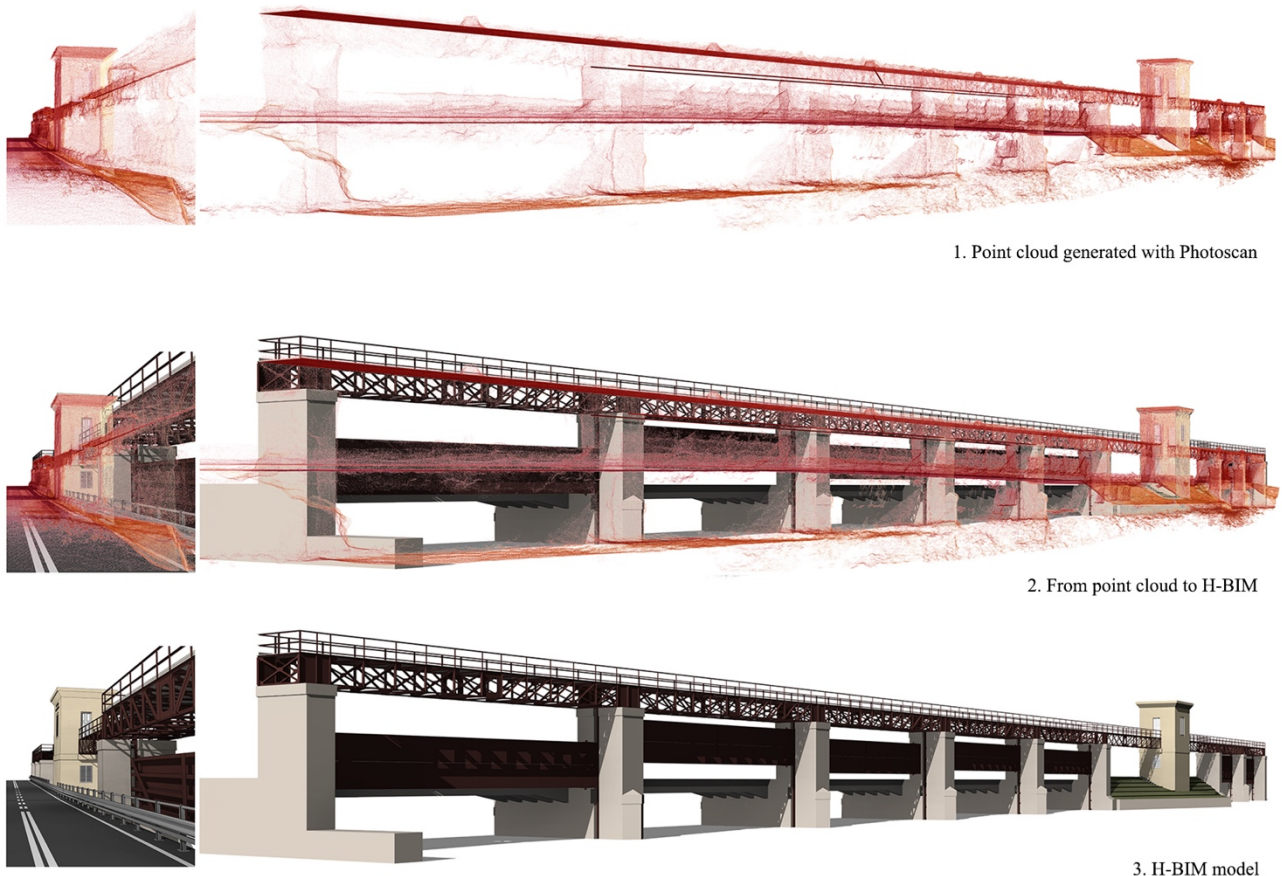 1. Point cloud generated with Photoscan
2. From point cloud to H-BIM
3. H-BIM model